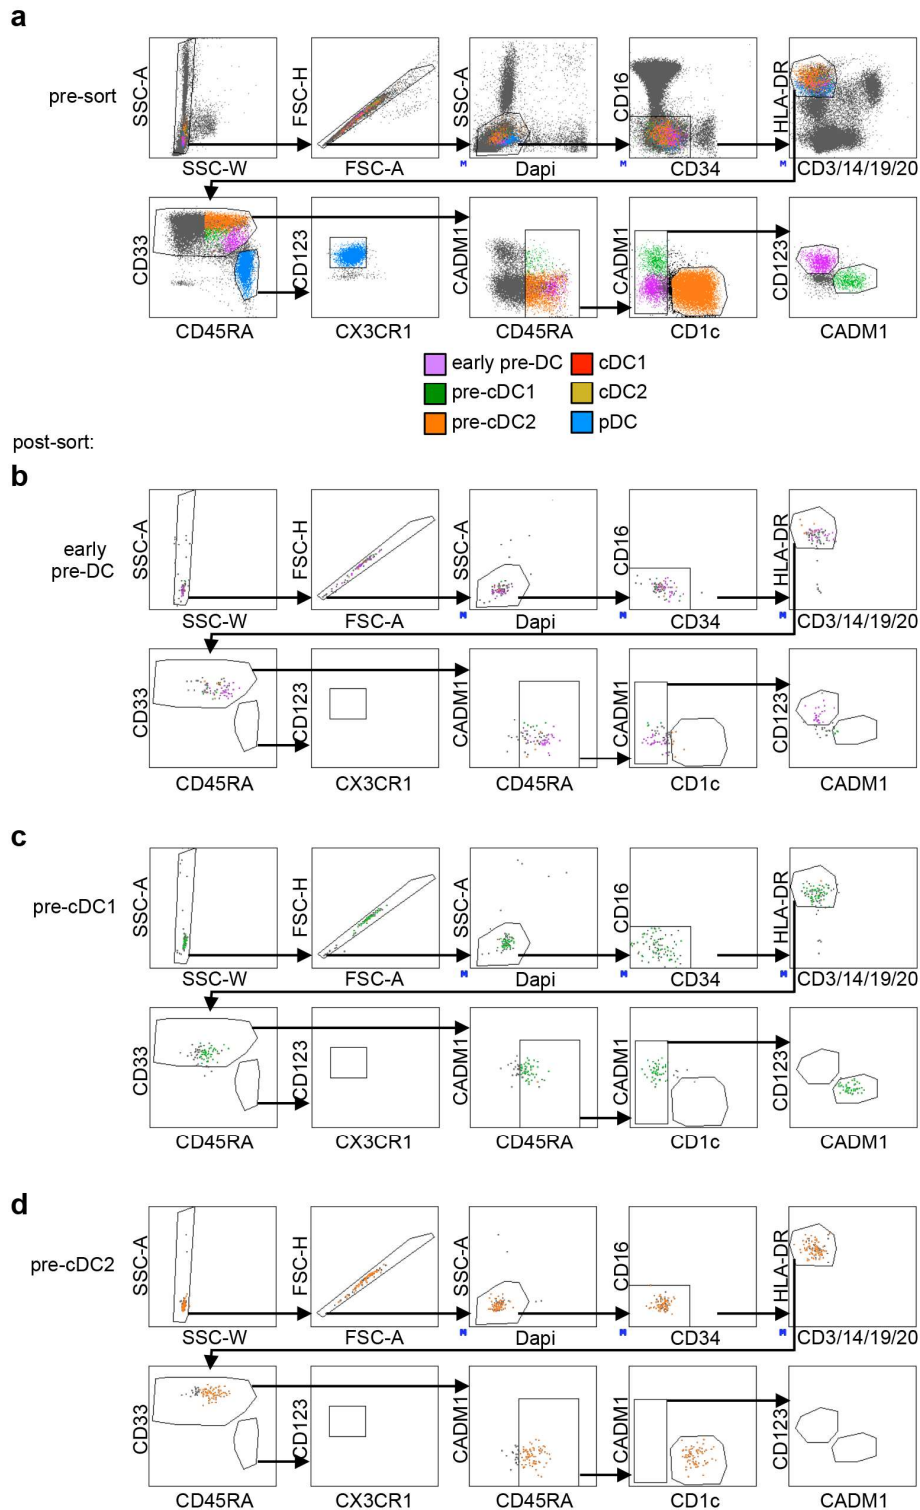 a
pre-sort
SSC-A
SSC-W
FSC-H
FSC-A
SSC-A
Dapi
CD16
CD34
HLA-DR
CD3/14/19/20
CD33
CD45RA
CD123
CX3CR1
CADM1
CD45RA
CADM1
CD1c
CD123
CADM1
early pre-DC
cDC1
pre-cDC1
cDC2
pre-cDC2
pDC
post-sort:
b
early
pre-DC
SSC-A
SSC-W
FSC-H
FSC-A
SSC-A
Dapi
CD16
CD34
HLA-DR
CD3/14/19/20
CD33
CD45RA
CD123
CX3CR1
CADM1
CD45RA
CADM1
CD1c
CD123
CADM1
c
pre-cDC1
SSC-A
SSC-W
FSC-H
FSC-A
SSC-A
Dapi
CD16
CD34
HLA-DR
CD3/14/19/20
CD33
CD45RA
CD123
CX3CR1
CADM1
CD45RA
CADM1
CD1c
CD123
CADM1
d
pre-cDC2
SSC-A
SSC-W
FSC-H
FSC-A
SSC-A
Dapi
CD16
CD34
HLA-DR
CD3/14/19/20
CD33
CD45RA
CD123
CX3CR1
CADM1
CD45RA
CADM1
CD1c
CD123
CADM1